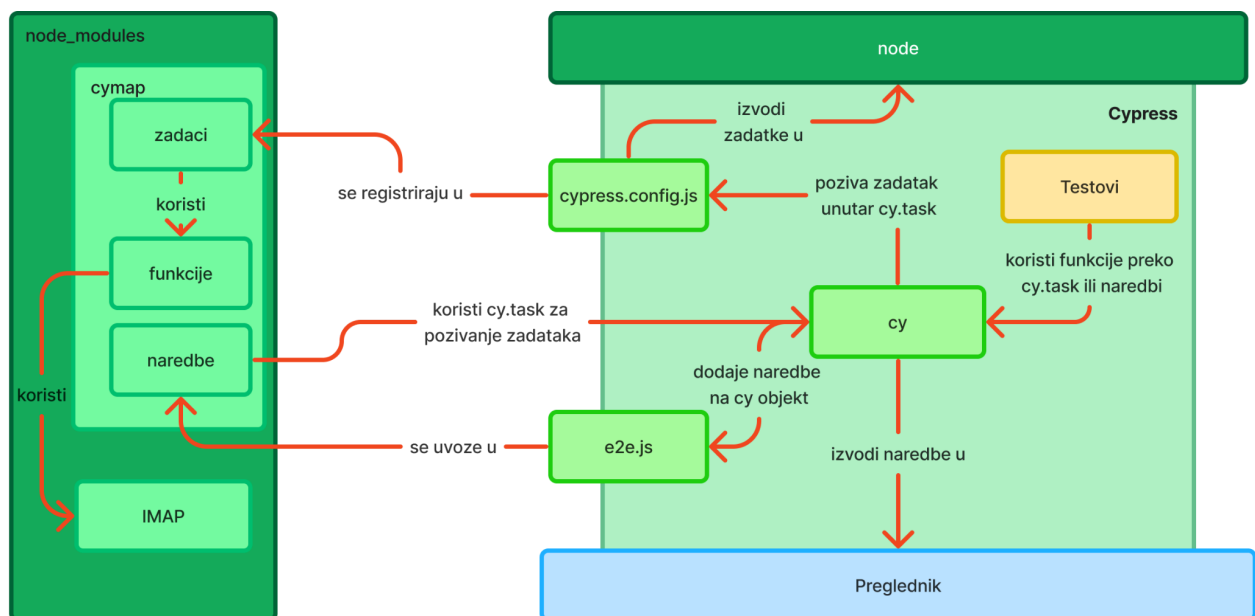 node_modules
cymap
zadaci
koristi
funkcije
naredbe
koristi
IMAP
se registriraju u
koristi cy.task za
pozivanje zadataka
se uvoze u
node
Cypress
izvodi
zadatke u
cypress.config.js
poziva zadatak
unutar cy.task
Testovi
koristi funkcije preko
cy.task ili naredbi
cy
dodaje naredbe
na cy objekt
e2e.js
izvodi naredbe u
Preglednik